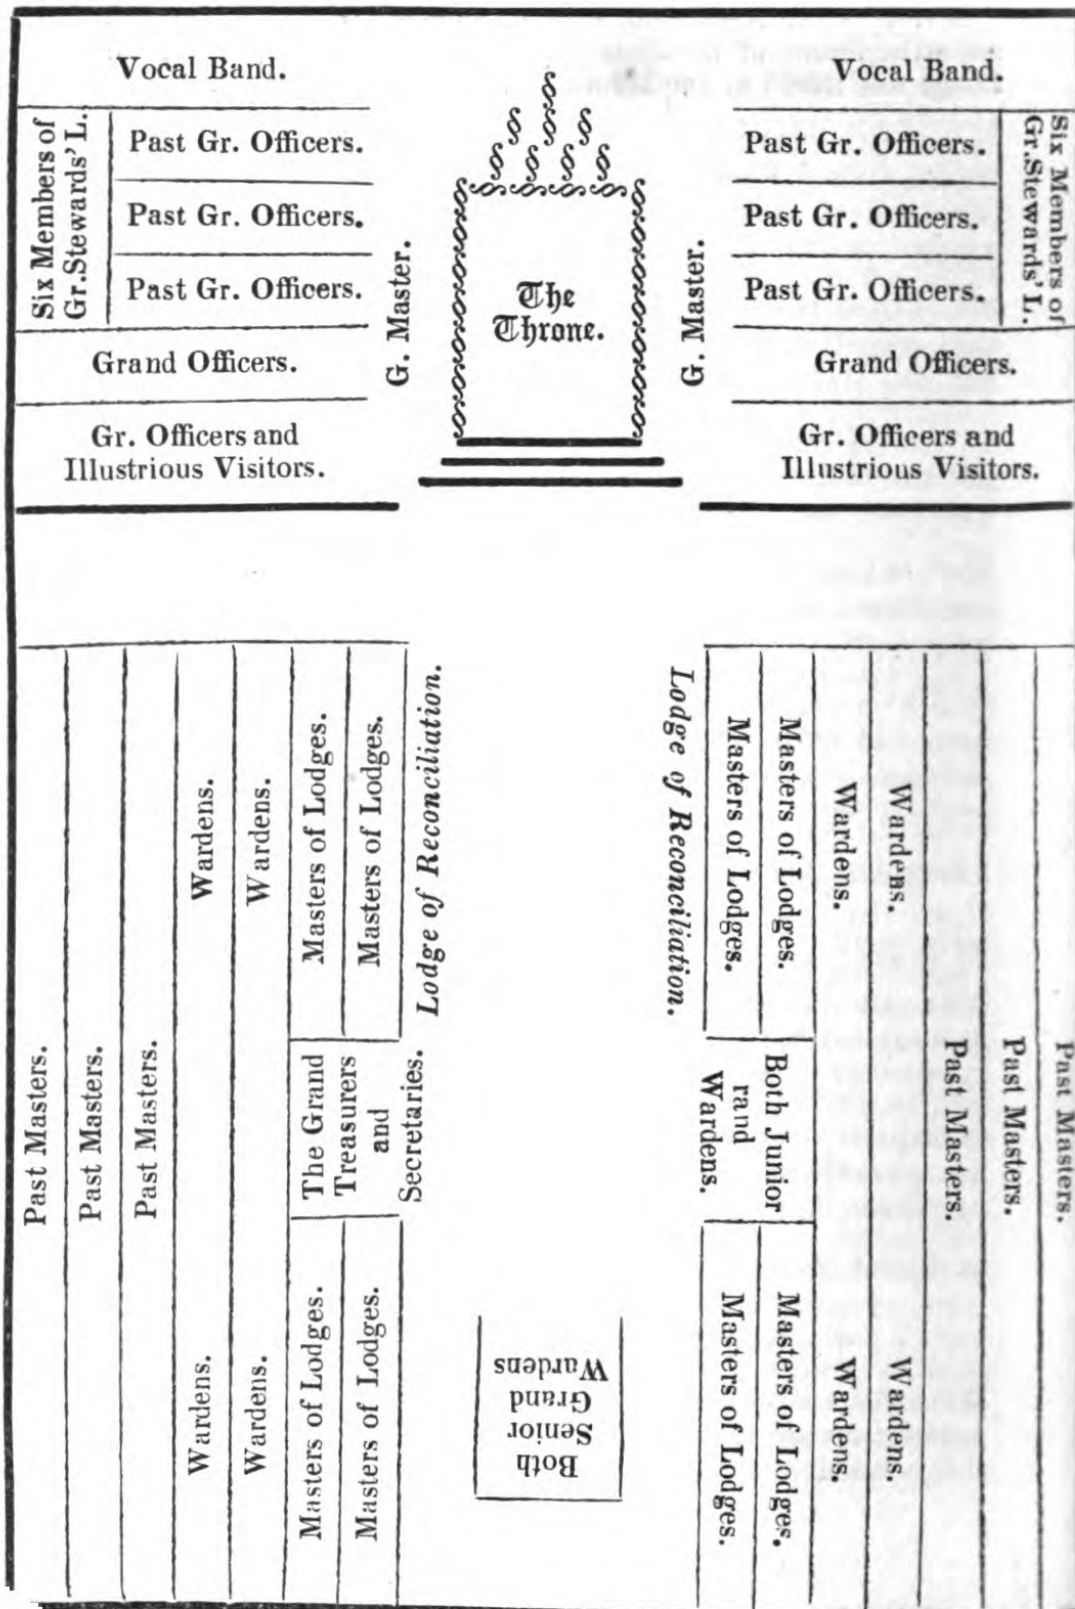 Vocal Band.
Six Members of
Gr.Stewards' L.
Past Gr. Officers.
Past Gr. Officers.
Past Gr. Officers.
Grand Officers.
Gr. Officers and
Illustrious Visitors.
G. Master.
The
Throne.
G. Master.
Vocal Band.
Past Gr. Officers.
Past Gr. Officers.
Past Gr. Officers.
Six Members of
Gr.Stewards' L.
Grand Officers.
Gr. Officers and
Illustrious Visitors.
Past Masters.
Past Masters.
Past Masters.
Wardens.
Wardens.
Wardens.
Wardens.
Masters of Lodges.
Masters of Lodges.
Lodge of Reconciliation.
The Grand
Treasurers
and
Secretaries.
Masters of Lodges.
Masters of Lodges.
Both
Senior
Grand
Wardens
Lodge of Reconciliation.
Masters of Lodges.
Masters of Lodges.
Both Junior
rand
Wardens.
Masters of Lodges.
Masters of Lodges.
Wardens.
Wardens.
Wardens.
Wardens.
Past Masters.
Past Masters.
Past Masters.